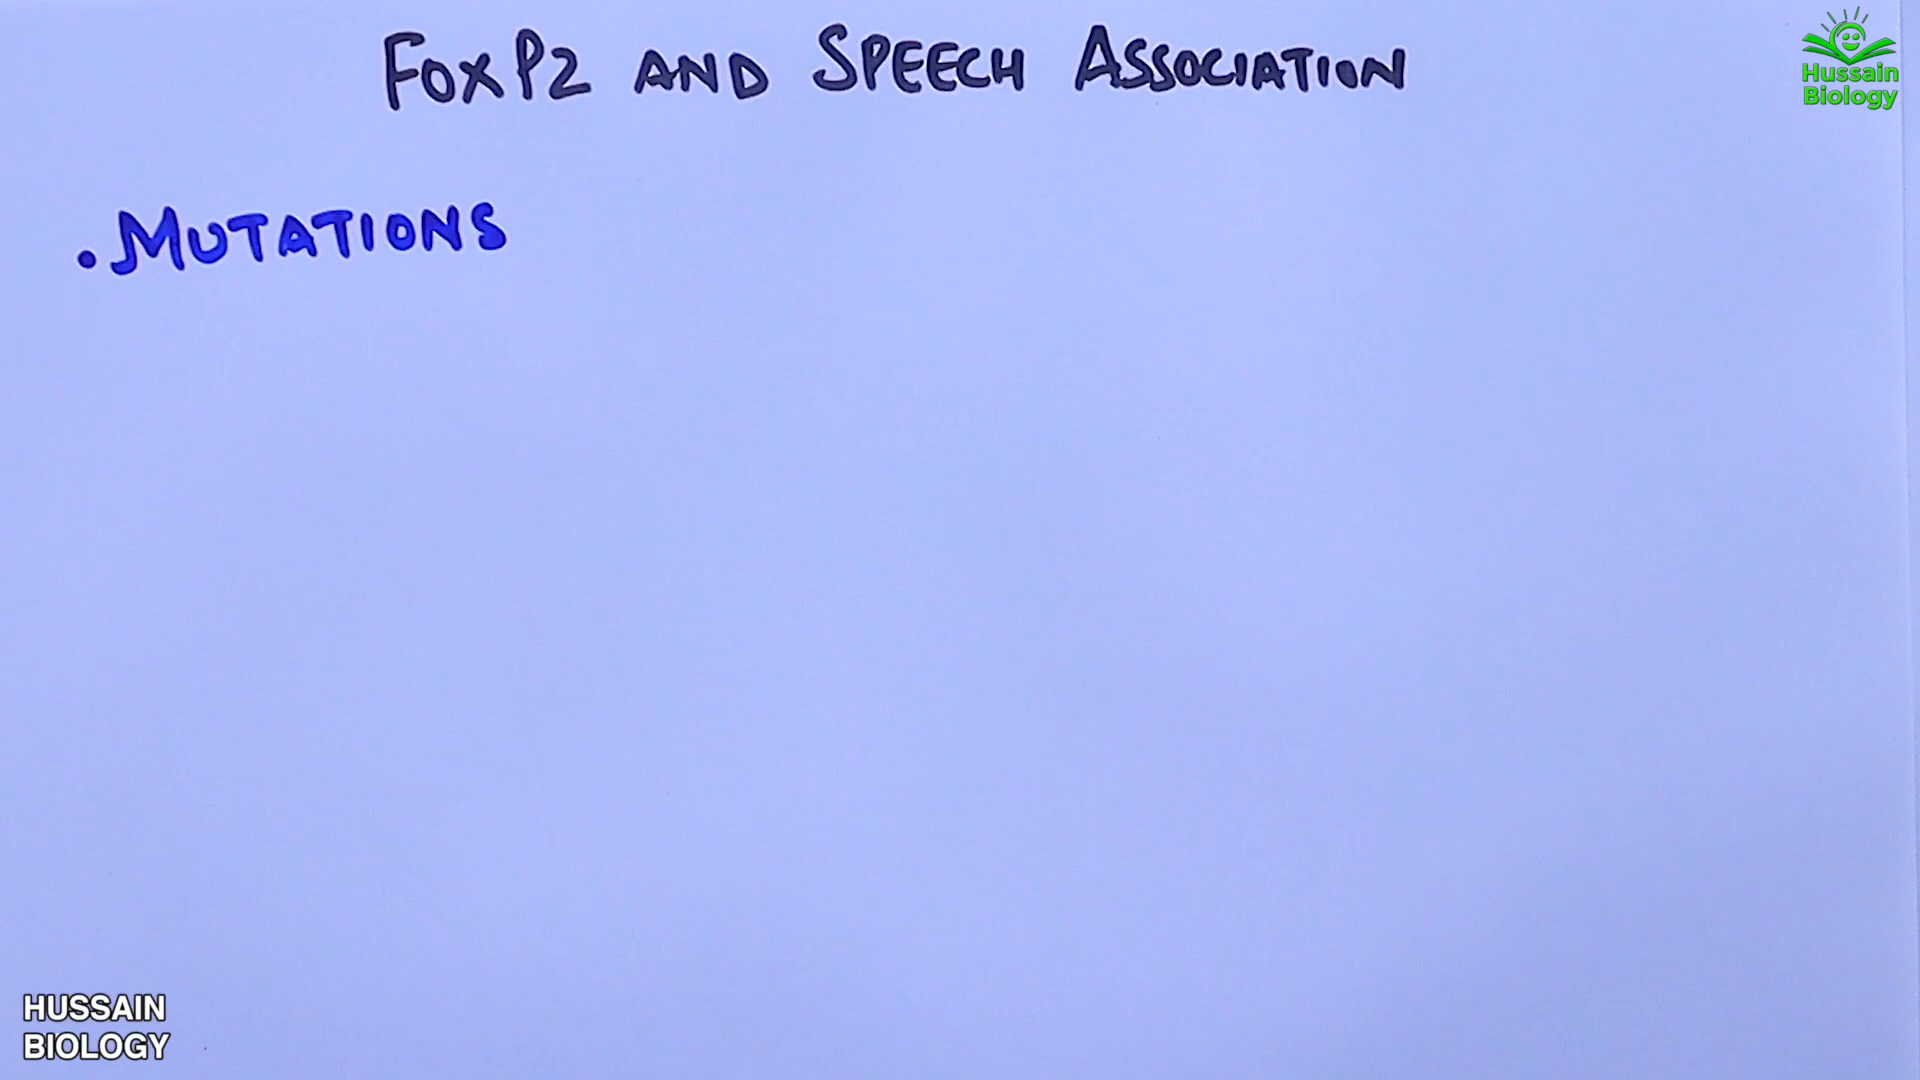 FOXP2 AND SPEECH ASSOCIATION
Hussain
Biology
. MUTATIONS
HUSSAIN
BIOLOGY